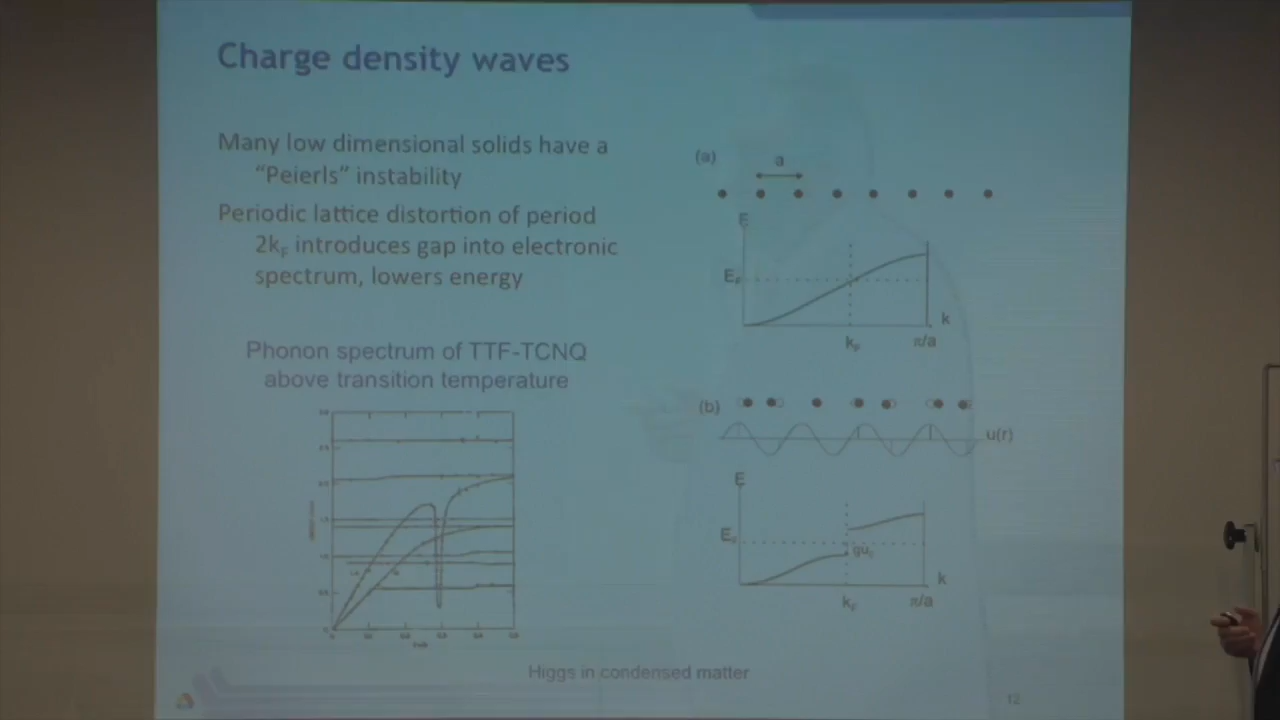 Charge density waves
Many low dimensional solids have a
“Peierls” instability
Periodic lattice distortion of period
2kF introduces gap into electronic
spectrum, lowers energy
Phonon spectrum of TTF-TCNQ
above transition temperature
(a)
a
E
EF
k
kF
π/a
(b)
u(r)
E
k
kF
π/a
Higgs in condensed matter
12